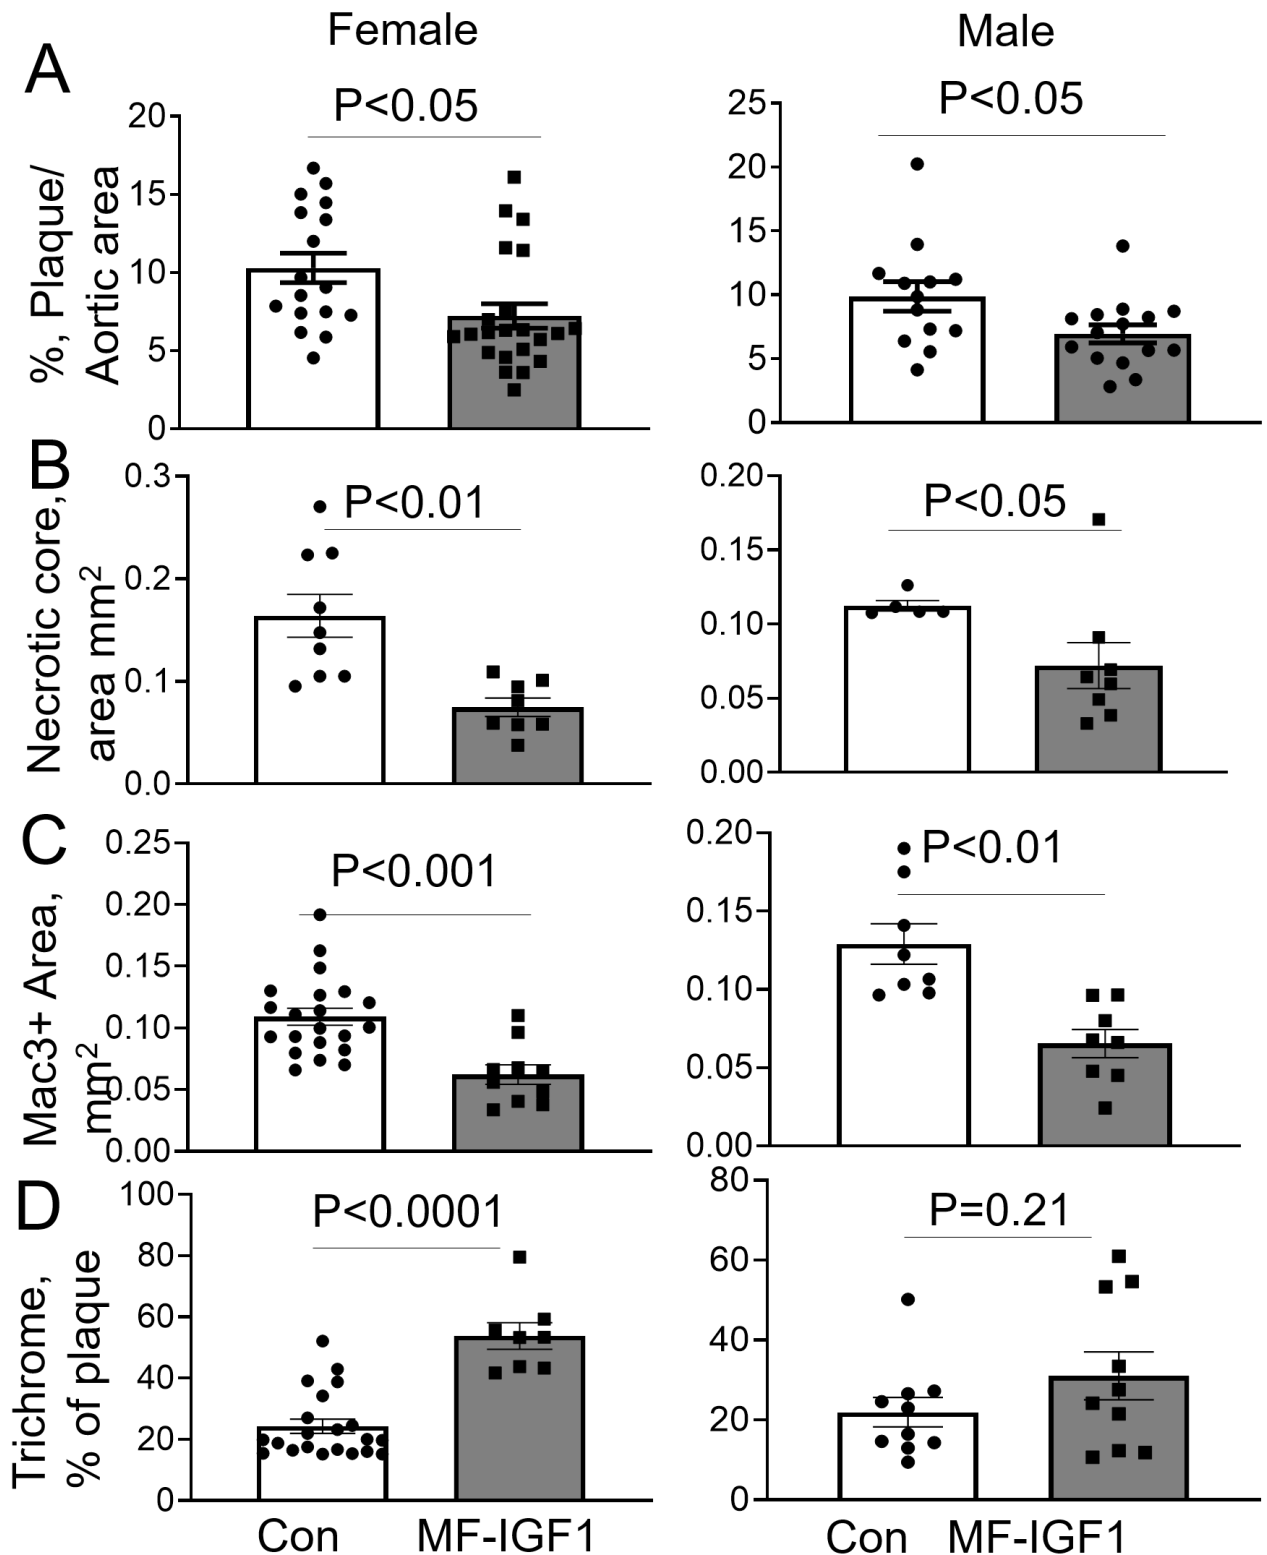 Female
Male
A
P<0.05
P<0.05
%, Plaque/
Aortic area
20
15
10
5
0
25
20
15
10
5
0
B
P<0.01
P<0.05
Necrotic core,
area mm²
0.3
0.2
0.1
0.0
0.20
0.15
0.10
0.05
0.00
C
P<0.001
P<0.01
Mac3+ Area,
mm²
0.25
0.20
0.15
0.10
0.05
0.00
0.20
0.15
0.10
0.05
0.00
D
P<0.0001
P=0.21
Trichrome,
% of plaque
100
80
60
40
20
0
80
60
40
20
0
Con MF-IGF1
Con MF-IGF1